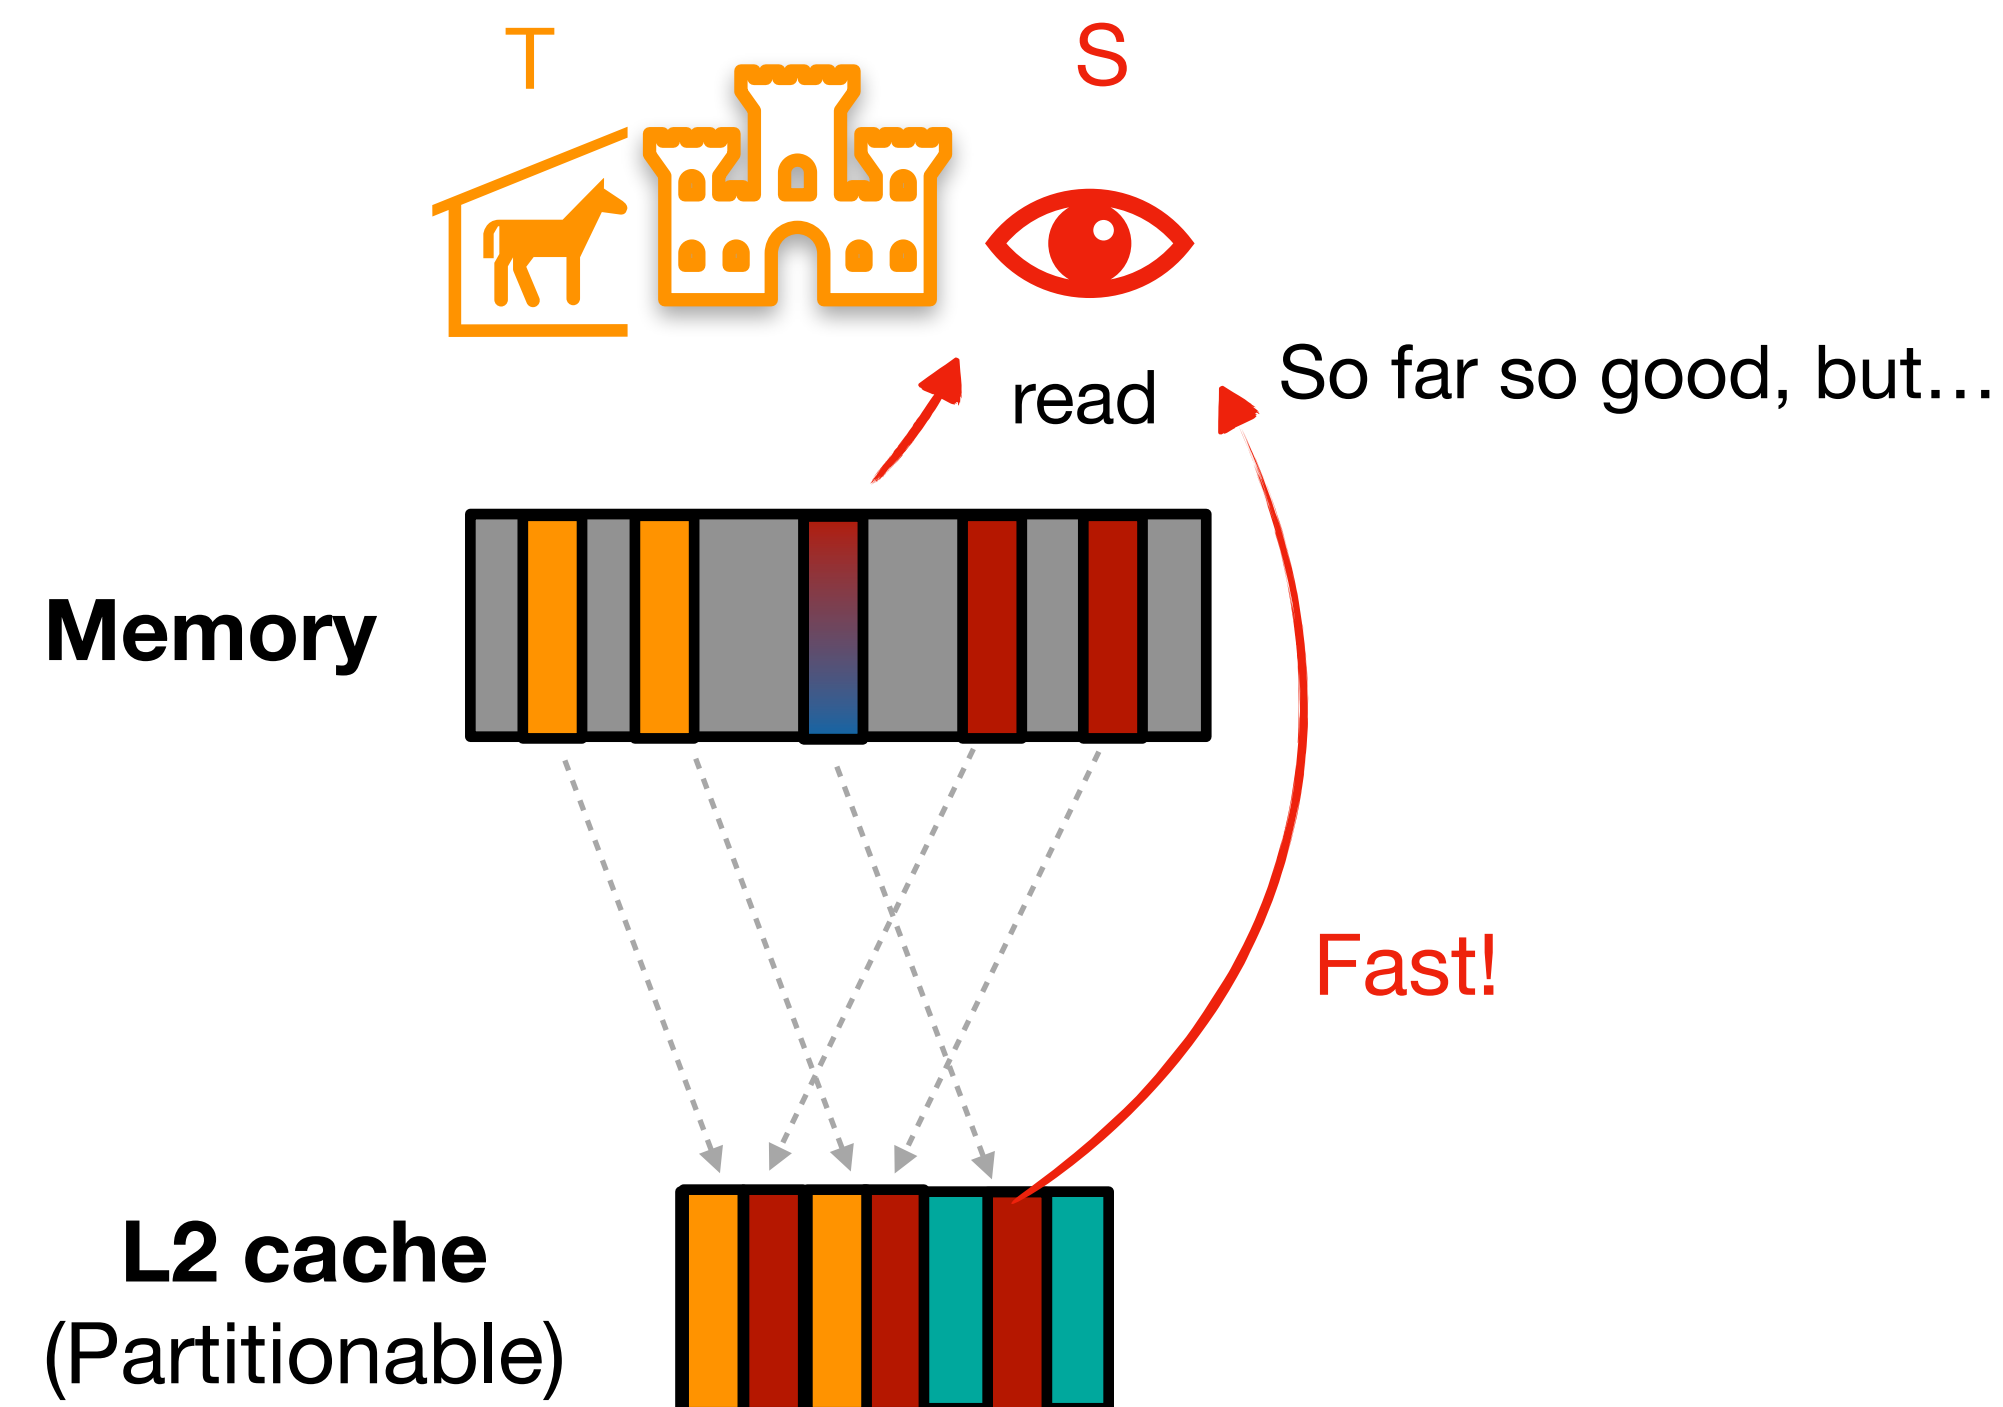 T
S
read
So far so good, but…
Memory
Fast!
L2 cache
(Partitionable)